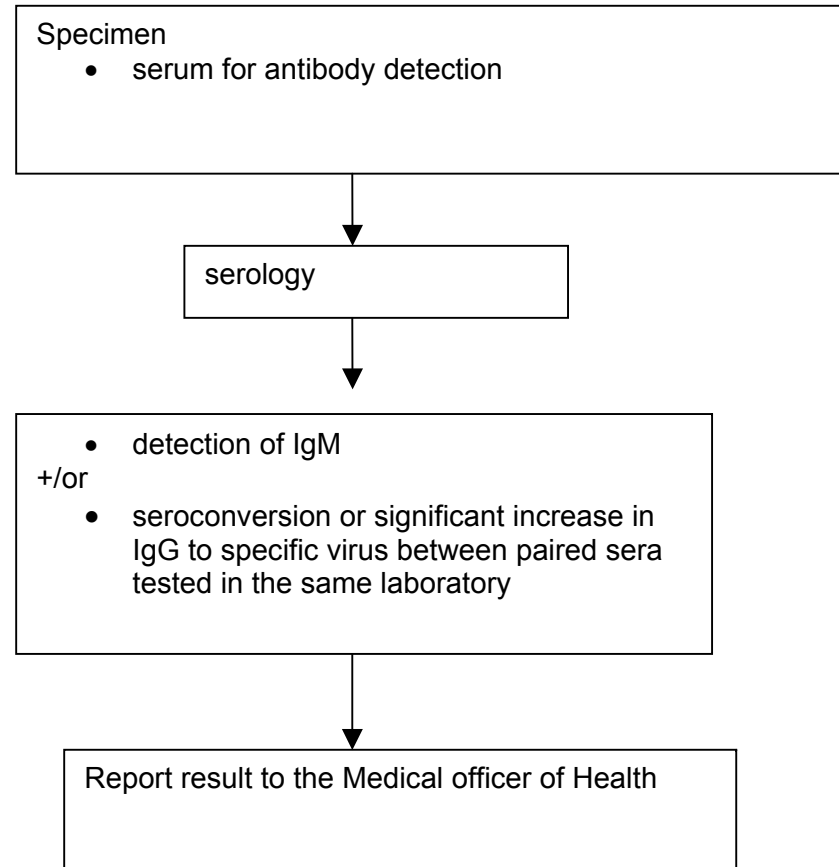 Specimen
• serum for antibody detection
serology
• detection of IgM
+/or
• seroconversion or significant increase in
IgG to specific virus between paired sera
tested in the same laboratory
Report result to the Medical officer of Health